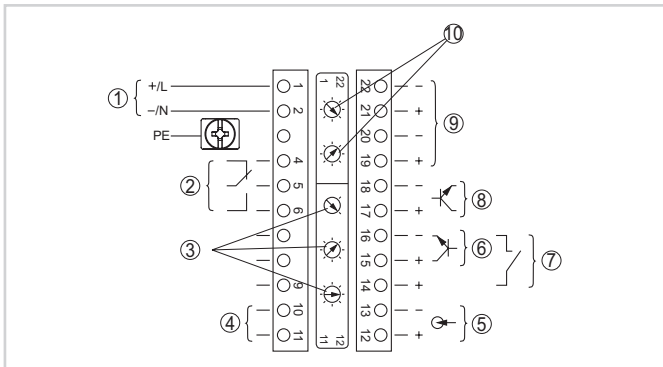 ⑩
1 22
+/L 1 22 −
① ⑨
−/N 2 21 +
PE 20 −
4 19 +
② 5 18 − ⑧
6 17 +
16 − ⑥
③ 15 + ⑦
9 14 +
10 13 −
④ ⑤
11 12 +
11 12